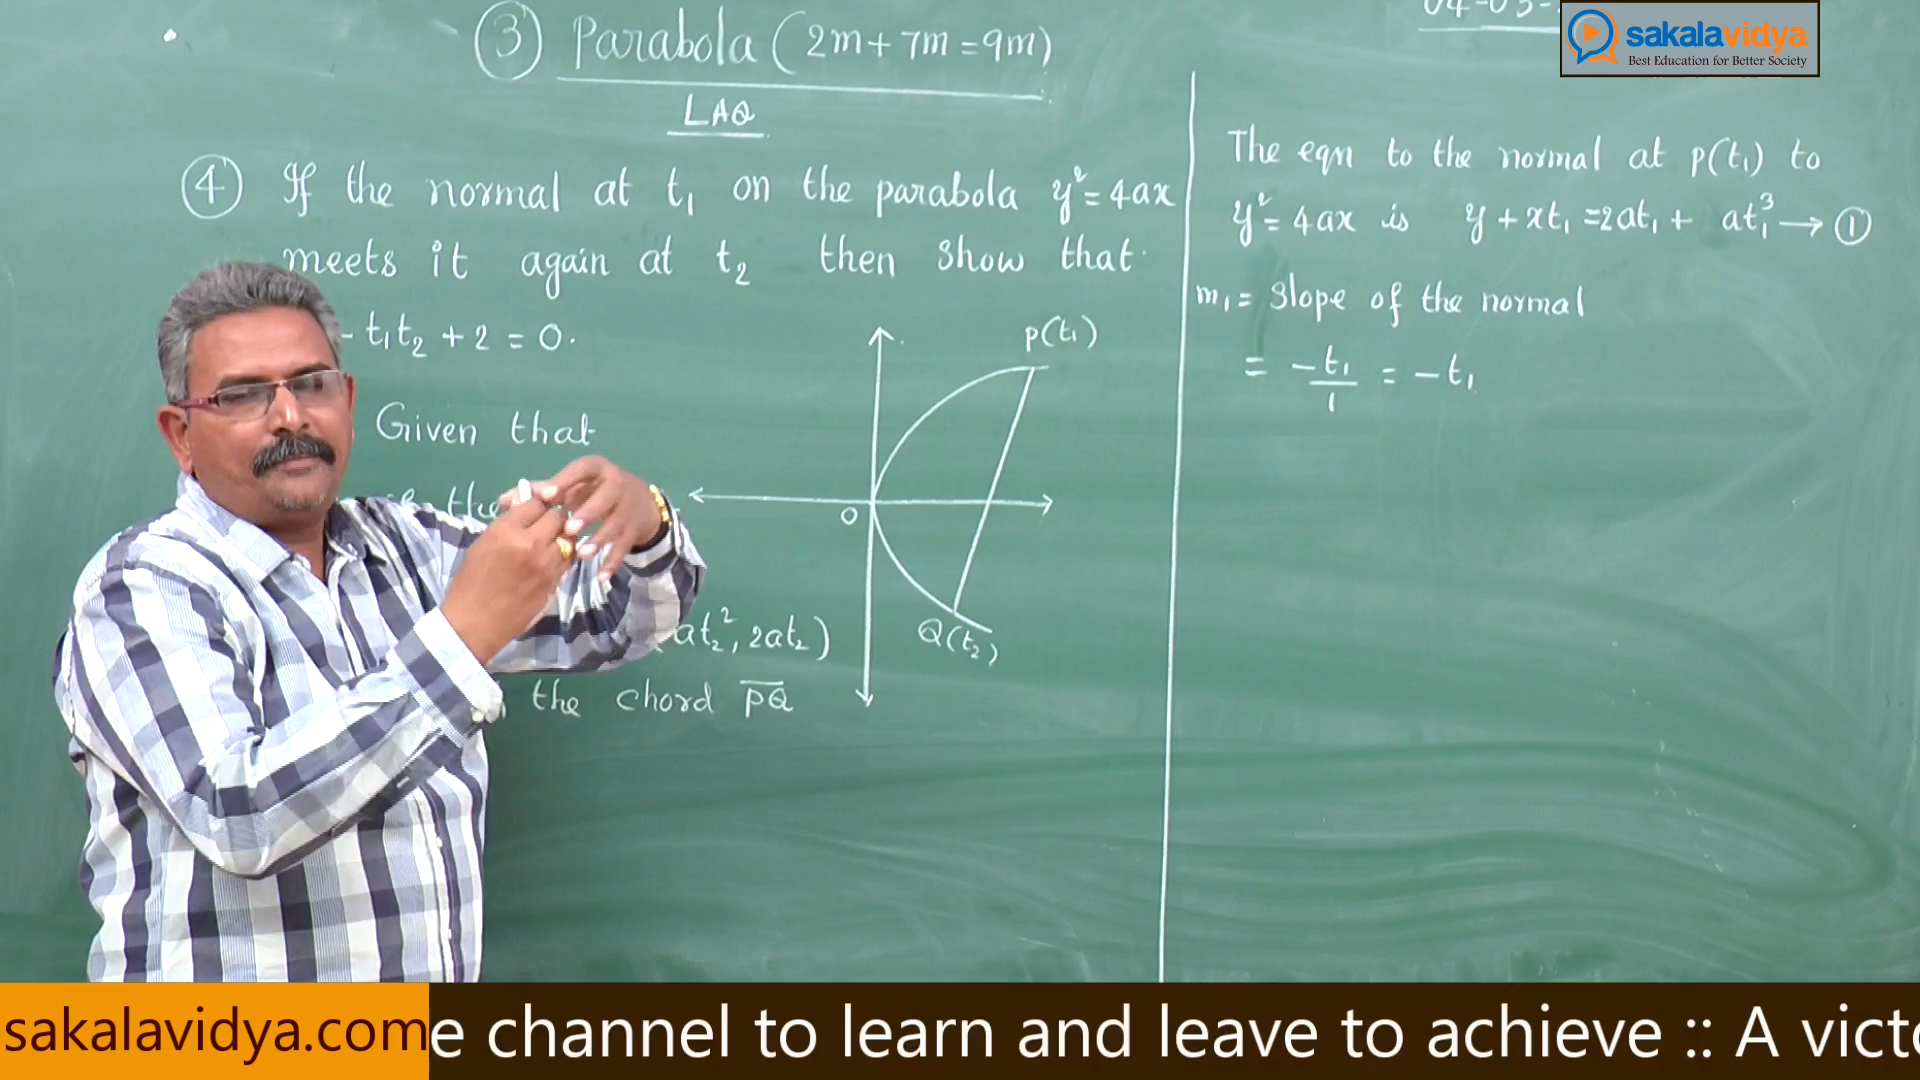 ③ Parabola (2m + 7m = 9m)
LAQ
④ If the normal at t₁ on the parabola y² = 4ax
meets it again at t₂ then show that
- t₁t₂ + 2 = 0.
Given that
the
at₂², 2at₂)
the chord P̅Q̅
P(t₁)
O
Q(t₂)
The eqn to the normal at P(t₁) to
y² = 4ax is y + xt₁ = 2at₁ + at₁³ → ①
m₁ = Slope of the normal
= -t₁/1 = -t₁
sakalavidya
Best Education for Better Society
sakalavidya.com
e channel to learn and leave to achieve :: A victo